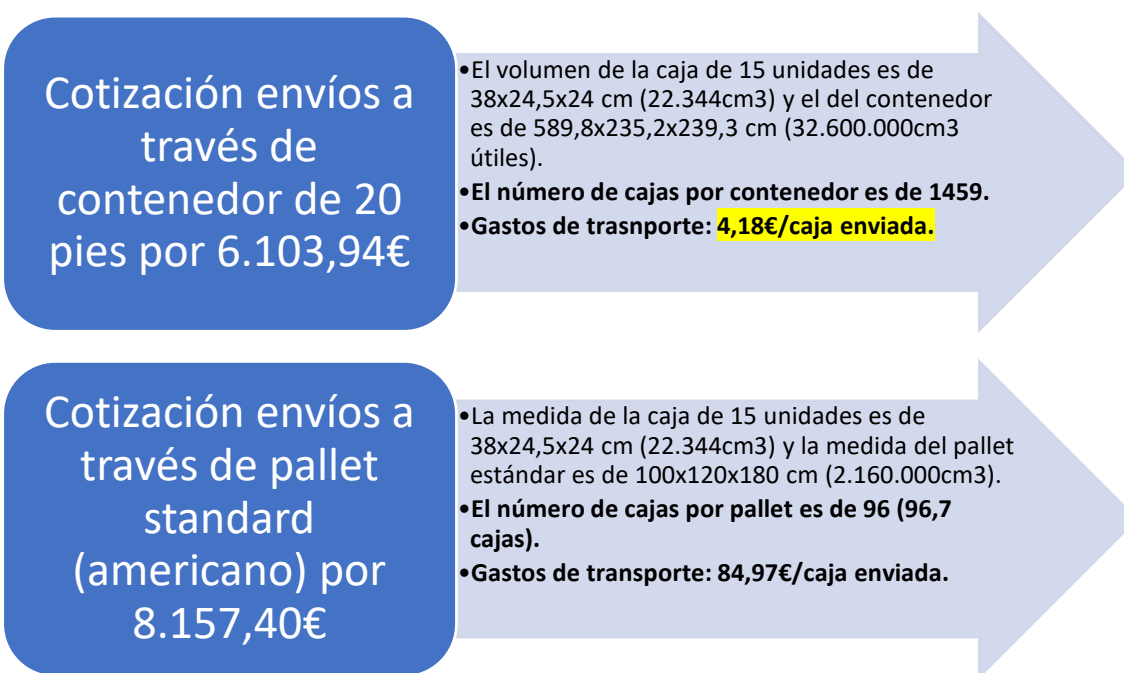 Cotización envíos a
través de
contenedor de 20
pies por 6.103,94€
•El volumen de la caja de 15 unidades es de
38x24,5x24 cm (22.344cm3) y el del contenedor
es de 589,8x235,2x239,3 cm (32.600.000cm3
útiles).
•El número de cajas por contenedor es de 1459.
•Gastos de trasnporte: 4,18€/caja enviada.
Cotización envíos a
través de pallet
standard
(americano) por
8.157,40€
•La medida de la caja de 15 unidades es de
38x24,5x24 cm (22.344cm3) y la medida del pallet
estándar es de 100x120x180 cm (2.160.000cm3).
•El número de cajas por pallet es de 96 (96,7
cajas).
•Gastos de transporte: 84,97€/caja enviada.